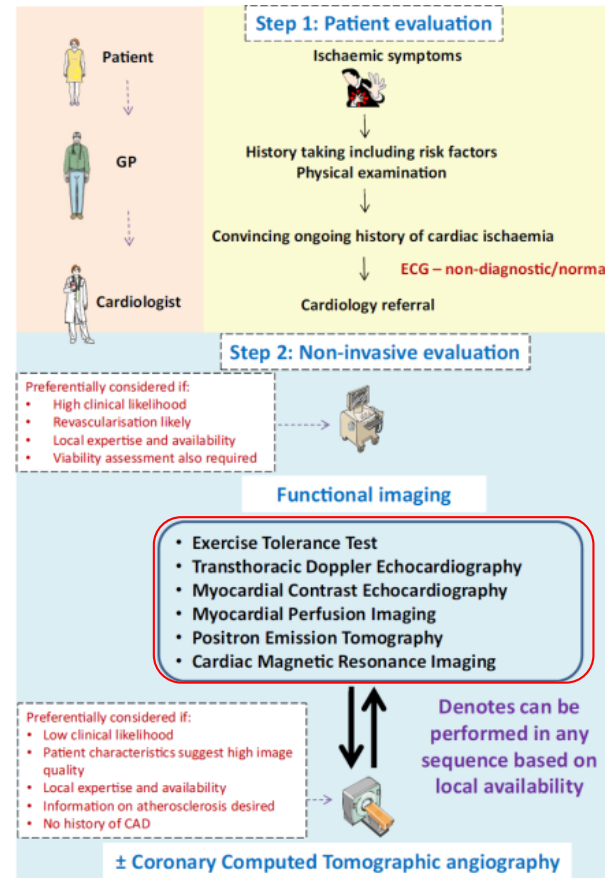 Step 1: Patient evaluation
Patient
GP
Cardiologist
Ischaemic symptoms
History taking including risk factors
Physical examination
Convincing ongoing history of cardiac ischaemia
ECG – non-diagnostic/norma
Cardiology referral
Step 2: Non-invasive evaluation
Preferentially considered if:
• High clinical likelihood
• Revascularisation likely
• Local expertise and availability
• Viability assessment also required
Functional imaging
• Exercise Tolerance Test
• Transthoracic Doppler Echocardiography
• Myocardial Contrast Echocardiography
• Myocardial Perfusion Imaging
• Positron Emission Tomography
• Cardiac Magnetic Resonance Imaging
Preferentially considered if:
• Low clinical likelihood
• Patient characteristics suggest high image
quality
• Local expertise and availability
• Information on atherosclerosis desired
• No history of CAD
Denotes can be
performed in any
sequence based on
local availability
± Coronary Computed Tomographic angiography